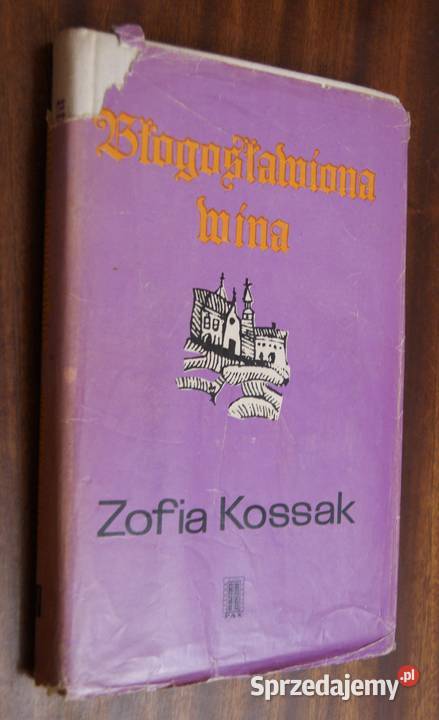 Błogosławiona
wina
Zofia Kossak
PAX
Sprzedajemy.pl